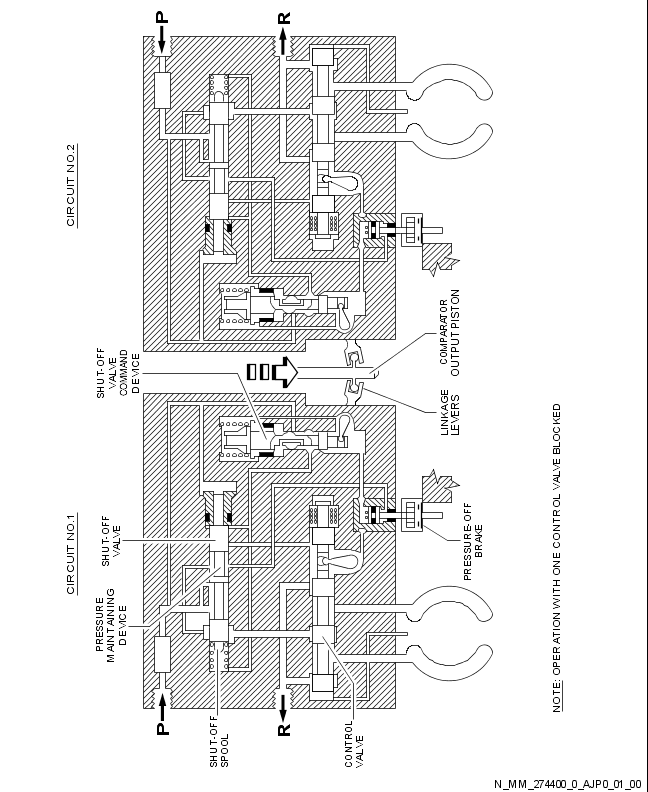 CIRCUIT NO.2
P
R
SHUT-OFF
VALVE
COMMAND
DEVICE
COMPARATOR
OUTPUT PISTON
LINKAGE
LEVERS
CIRCUIT NO.1
SHUT-OFF
VALVE
PRESSURE
MAINTAINING
DEVICE
PRESSURE-OFF
BRAKE
P
R
SHUT-OFF
SPOOL
CONTROL
VALVE
NOTE: OPERATION WITH ONE CONTROL VALVE BLOCKED
N_MM_274400_0_AJP0_01_00